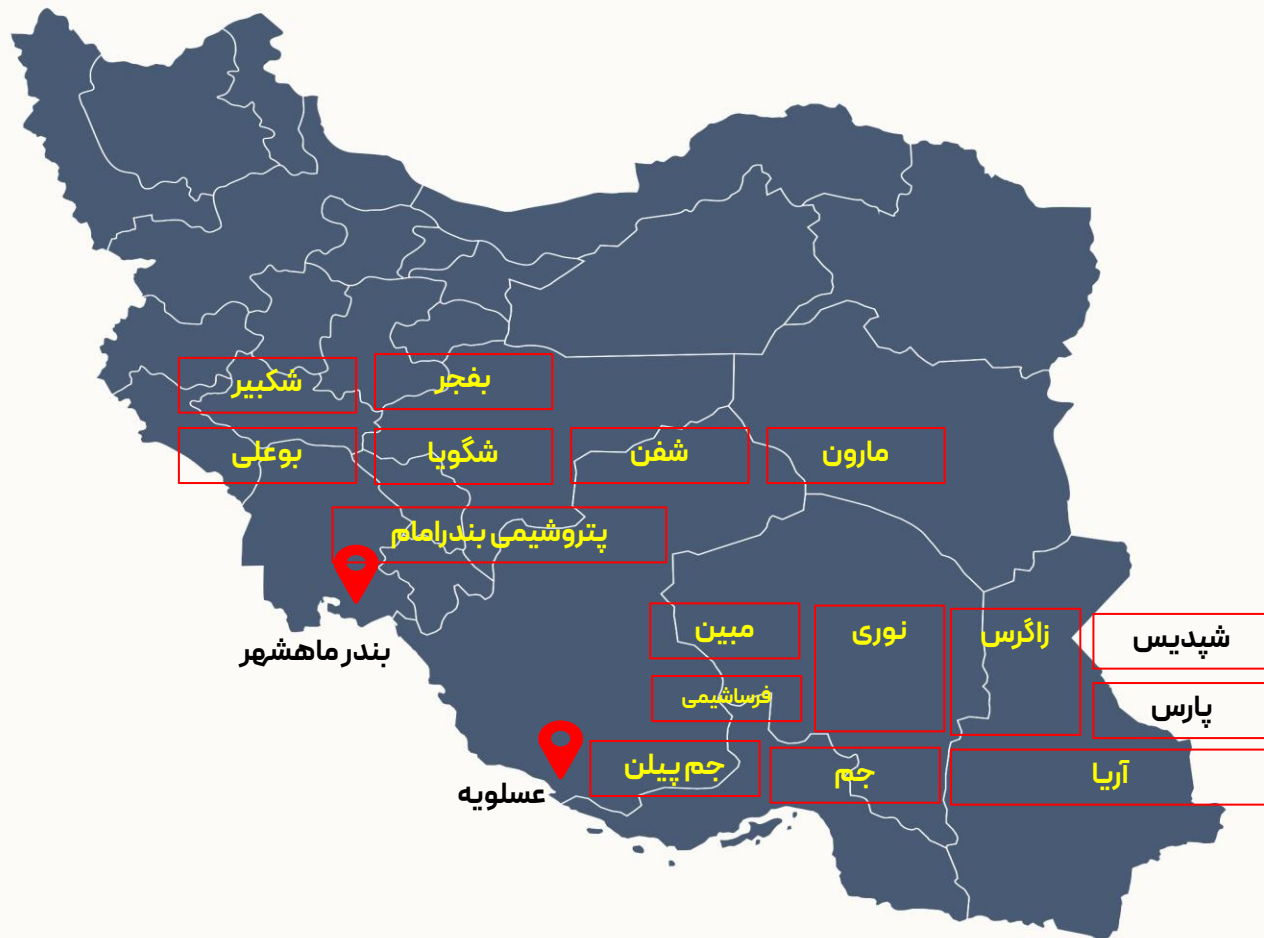 شکبیر
بفجر
بوعلی
شگویا
شفن
مارون
پتروشیمی بندرامام
بندر ماهشهر
مبین
نوری
زاگرس
شپدیس
فرساشیمی
پارس
جم پیلن
جم
آریا
عسلویه